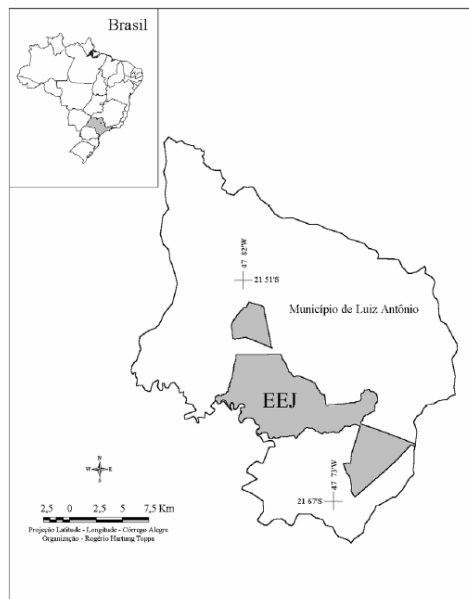 Brasil
47 82'W
21 51'S
Município de Luiz Antônio
EEJ
47 73'W
21 67'S
N
W E
S
2,5 0 2,5 5 7,5 Km
Projeção Latitude - Longitude - Córrego Alegre
Organização - Rogério Hartung Toppa